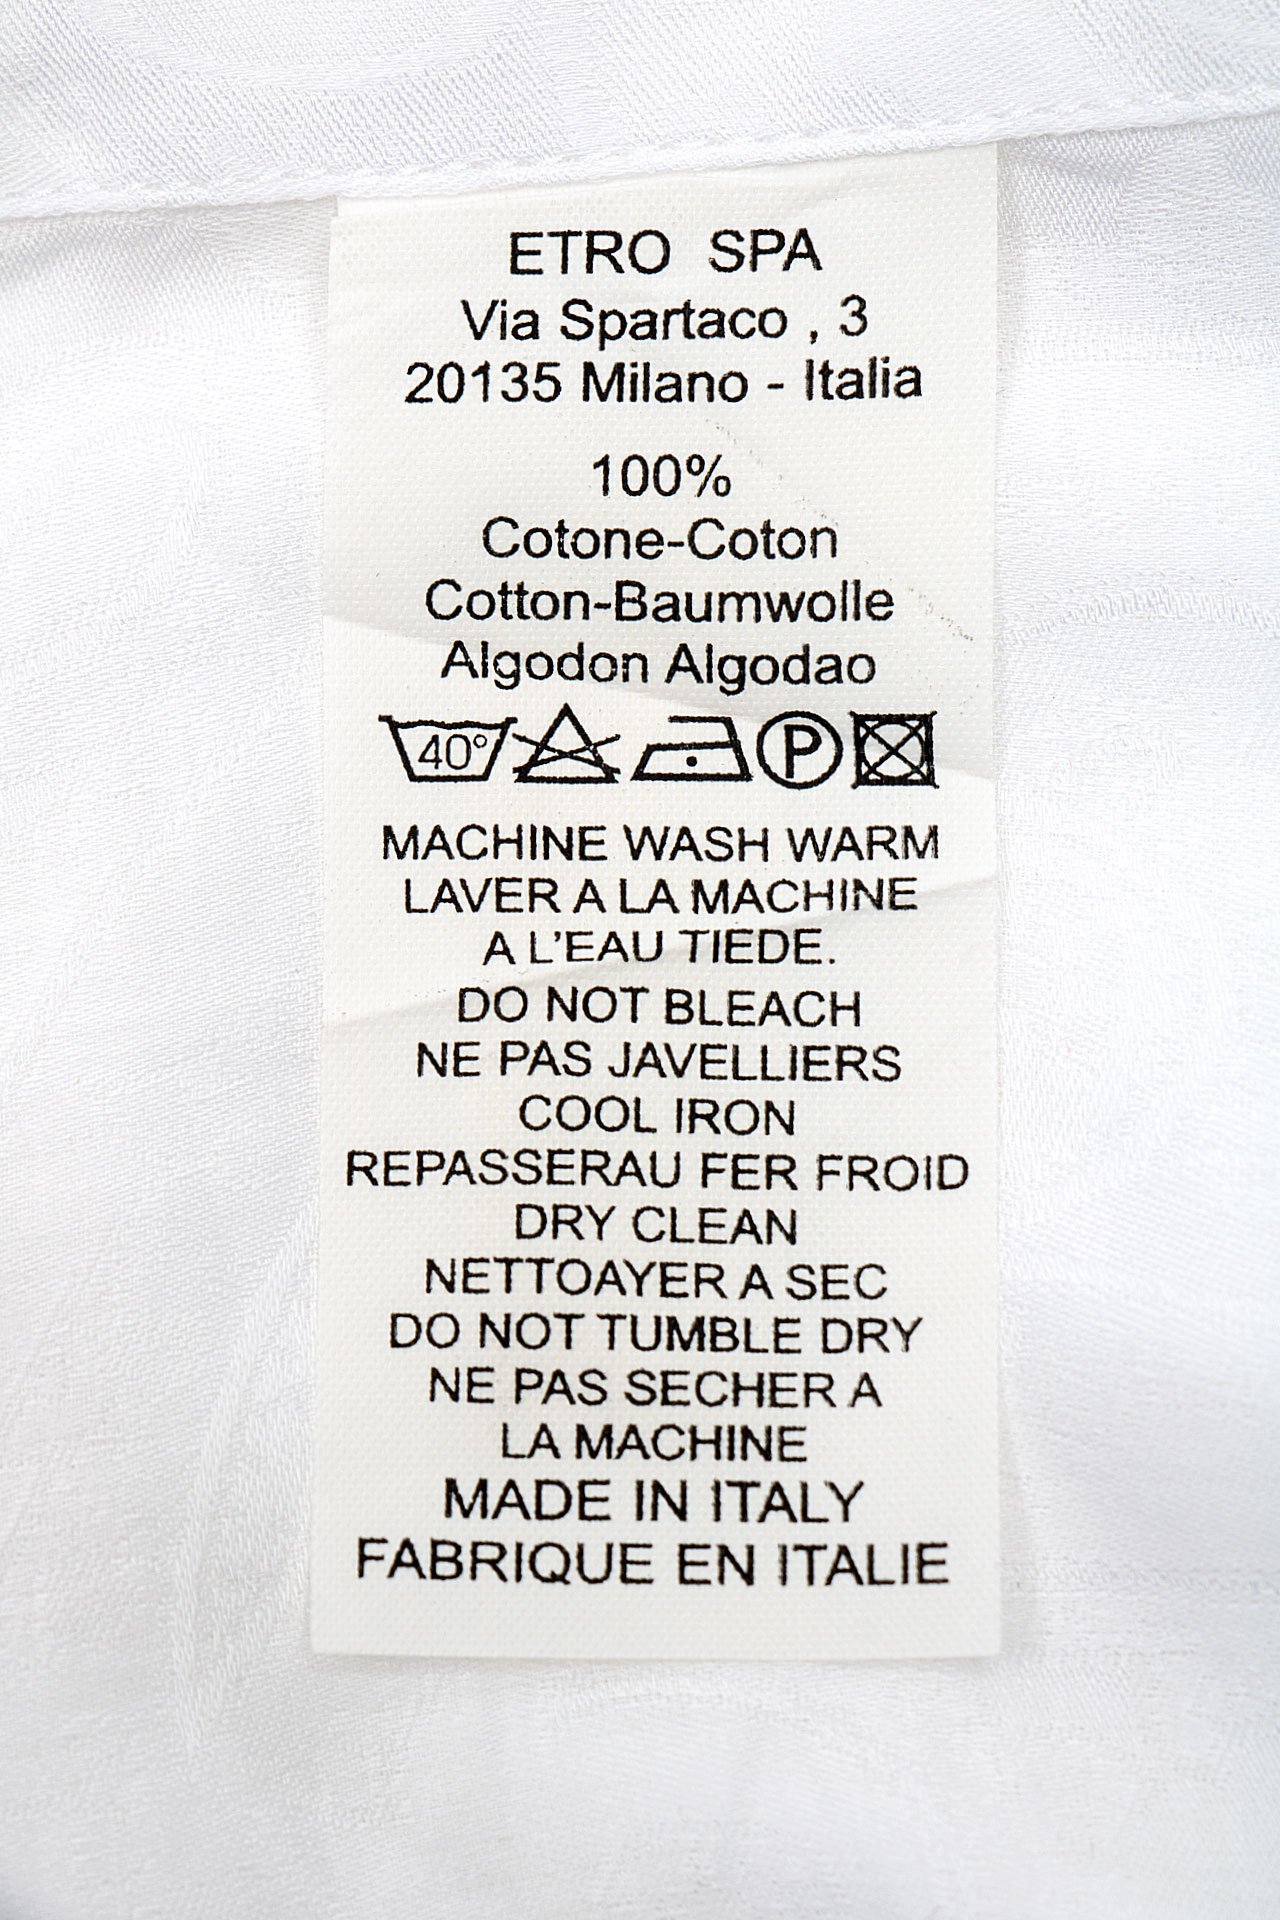 ETRO SPA
Via Spartaco , 3
20135 Milano - Italia
100%
Cotone-Coton
Cotton-Baumwolle
Algodon Algodao
40° P
MACHINE WASH WARM
LAVER A LA MACHINE
A L'EAU TIEDE.
DO NOT BLEACH
NE PAS JAVELLIERS
COOL IRON
REPASSERAU FER FROID
DRY CLEAN
NETTOAYER A SEC
DO NOT TUMBLE DRY
NE PAS SECHER A
LA MACHINE
MADE IN ITALY
FABRIQUE EN ITALIE